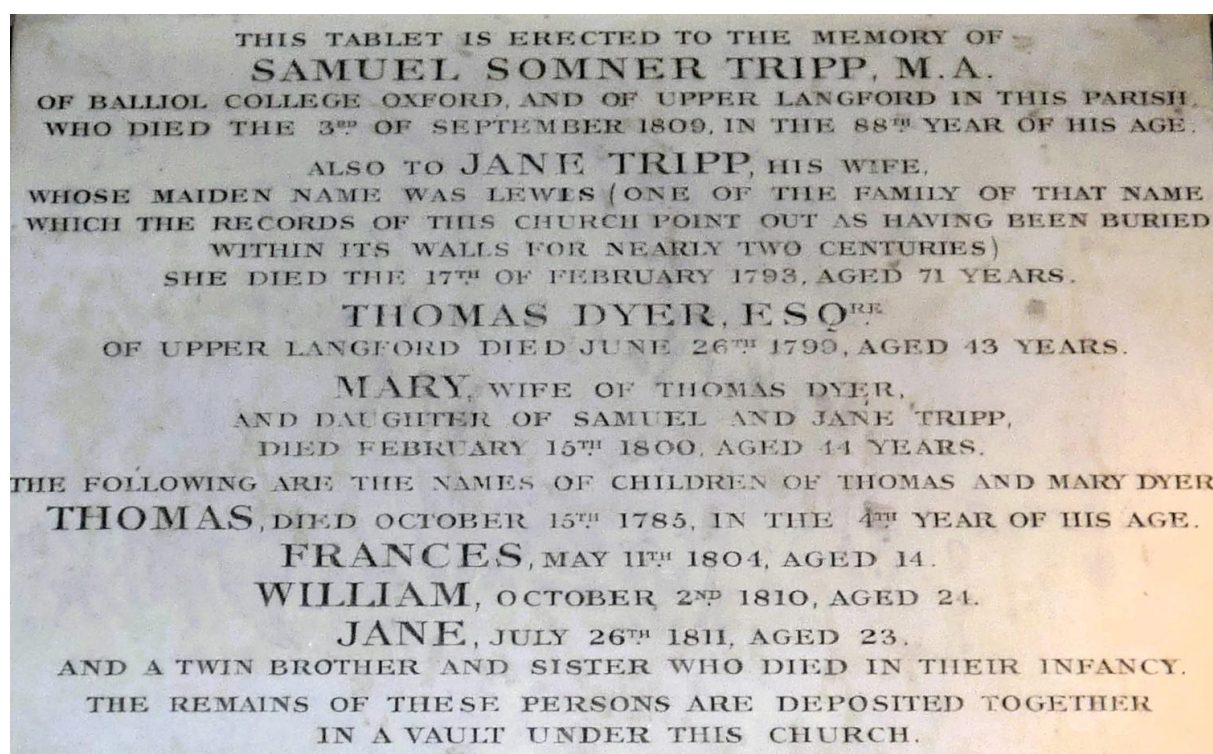 THIS TABLET IS ERECTED TO THE MEMORY OF
SAMUEL SOMNER TRIPP, M.A.
OF BALLIOL COLLEGE OXFORD, AND OF UPPER LANGFORD IN THIS PARISH,
WHO DIED THE 3RD OF SEPTEMBER 1809, IN THE 88TH YEAR OF HIS AGE.
ALSO TO JANE TRIPP, HIS WIFE,
WHOSE MAIDEN NAME WAS LEWIS (ONE OF THE FAMILY OF THAT NAME
WHICH THE RECORDS OF THIS CHURCH POINT OUT AS HAVING BEEN BURIED
WITHIN ITS WALLS FOR NEARLY TWO CENTURIES)
SHE DIED THE 17TH OF FEBRUARY 1793, AGED 71 YEARS.
THOMAS DYER, ESQRE
OF UPPER LANGFORD DIED JUNE 26TH 1799, AGED 43 YEARS.
MARY, WIFE OF THOMAS DYER,
AND DAUGHTER OF SAMUEL AND JANE TRIPP,
DIED FEBRUARY 15TH 1800, AGED 44 YEARS.
THE FOLLOWING ARE THE NAMES OF CHILDREN OF THOMAS AND MARY DYER
THOMAS, DIED OCTOBER 15TH 1785, IN THE 4TH YEAR OF HIS AGE.
FRANCES, MAY 11TH 1804, AGED 14.
WILLIAM, OCTOBER 2ND 1810, AGED 24.
JANE, JULY 26TH 1811, AGED 23.
AND A TWIN BROTHER AND SISTER WHO DIED IN THEIR INFANCY.
THE REMAINS OF THESE PERSONS ARE DEPOSITED TOGETHER
IN A VAULT UNDER THIS CHURCH.